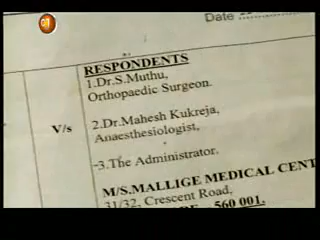 Date
RESPONDENTS
1.Dr.S.Muthu,
Orthopaedic Surgeon.
V/s
2.Dr.Mahesh Kukreja,
Anaesthesiologist,
3.The Administrator.
M/S.MALLIGE MEDICAL CENT
31/32, Crescent Road,
560 001.